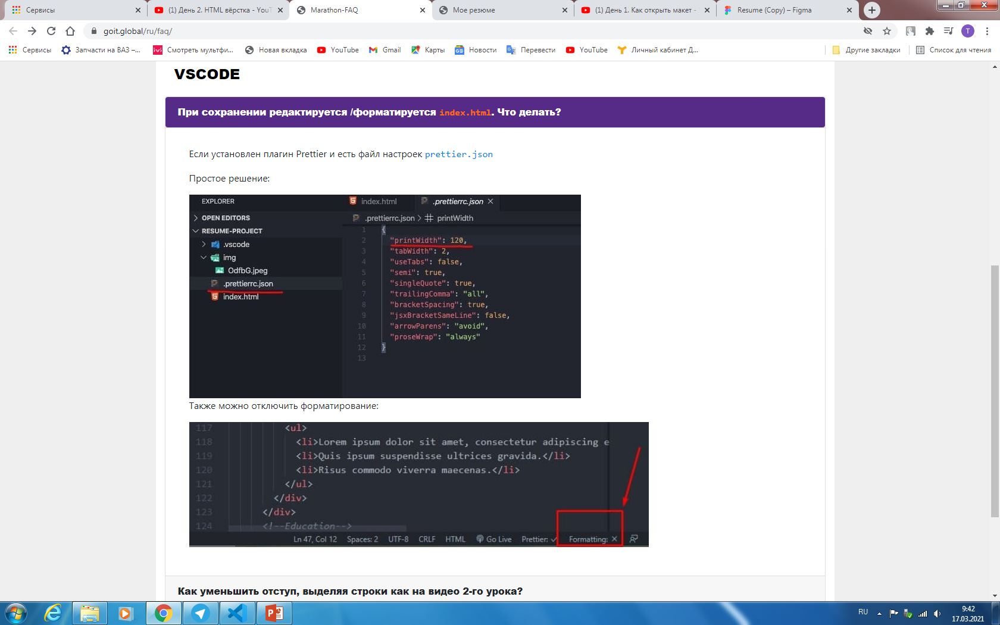 Сервисы
(1) День 2. HTML вёрстка - YouT
Marathon-FAQ
Мое резюме
(1) День 1. Как открыть макет -
Resume (Copy) – Figma
goit.global/ru/faq/
T
Сервисы
Запчасти на ВАЗ –...
Смотреть мультфи...
Новая вкладка
YouTube
Gmail
Карты
Новости
Перевести
YouTube
Личный кабинет Д...
Другие закладки
Список для чтения
VSCODE
При сохранении редактируется /форматируется index.html. Что делать?
Если установлен плагин Prettier и есть файл настроек prettier.json
Простое решение:
EXPLORER
OPEN EDITORS
RESUME-PROJECT
.vscode
img
OdfbG.jpeg
.prettierrc.json
index.html
index.html
.prettierrc.json
.prettierrc.json > printWidth
1 {
2 "printWidth": 120,
3 "tabWidth": 2,
4 "useTabs": false,
5 "semi": true,
6 "singleQuote": true,
7 "trailingComma": "all",
8 "bracketSpacing": true,
9 "jsxBracketSameLine": false,
10 "arrowParens": "avoid",
11 "proseWrap": "always"
12 }
13
Также можно отключить форматирование:
117 <ul>
118 <li>Lorem ipsum dolor sit amet, consectetur adipiscing e
119 <li>Quis ipsum suspendisse ultrices gravida.</li>
120 <li>Risus commodo viverra maecenas.</li>
121 </ul>
122 </div>
123 </div>
124 <!--Education-->
Ln 47, Col 12 Spaces: 2 UTF-8 CRLF HTML Go Live Prettier: ✓ Formatting: ✕
Как уменьшить отступ, выделяя строки как на видео 2-го урока?
RU
9:42
17.03.2021